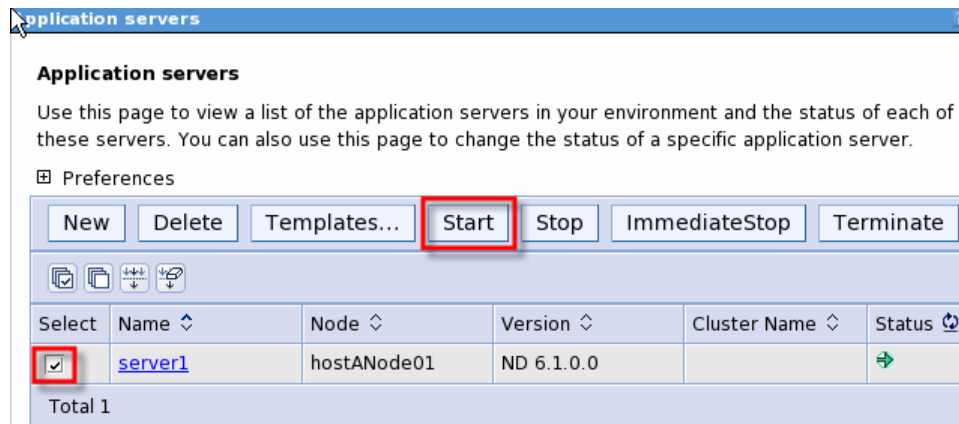 Application servers
Application servers
Use this page to view a list of the application servers in your environment and the status of each of
these servers. You can also use this page to change the status of a specific application server.
Preferences
New Delete Templates... Start Stop ImmediateStop Terminate
Select Name Node Version Cluster Name Status
server1 hostANode01 ND 6.1.0.0
Total 1